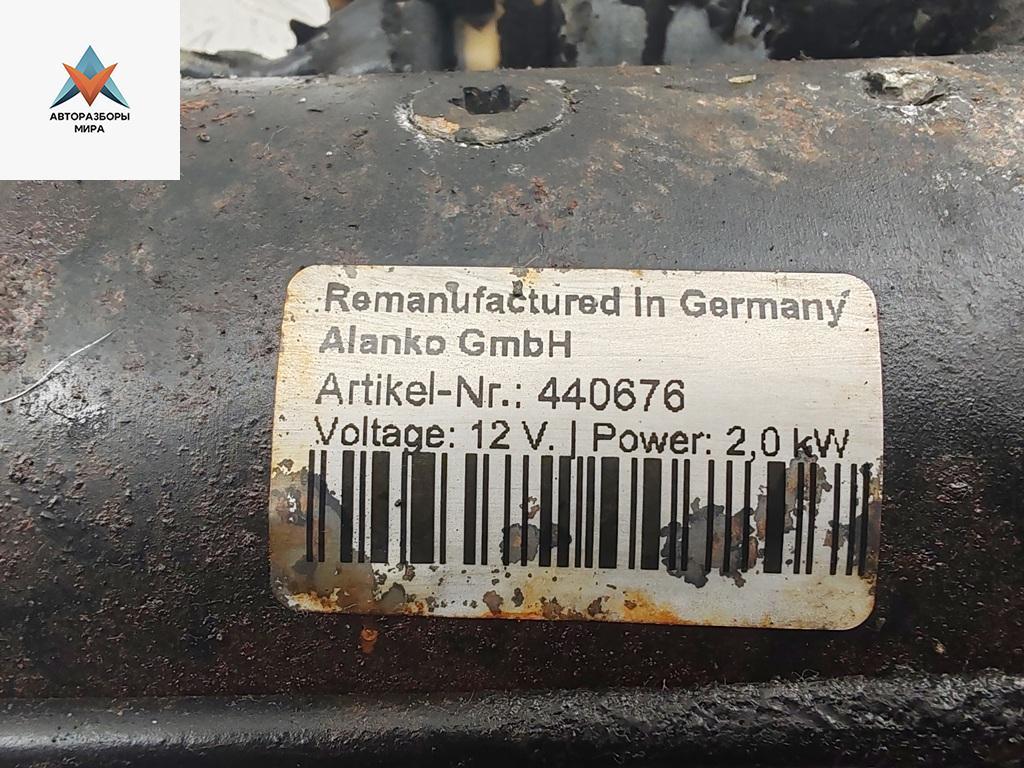 АВТОРАЗБОРЫ
МИРА
Remanufactured in Germany
Alanko GmbH
Artikel-Nr.: 440676
Voltage: 12 V. | Power: 2,0 kW